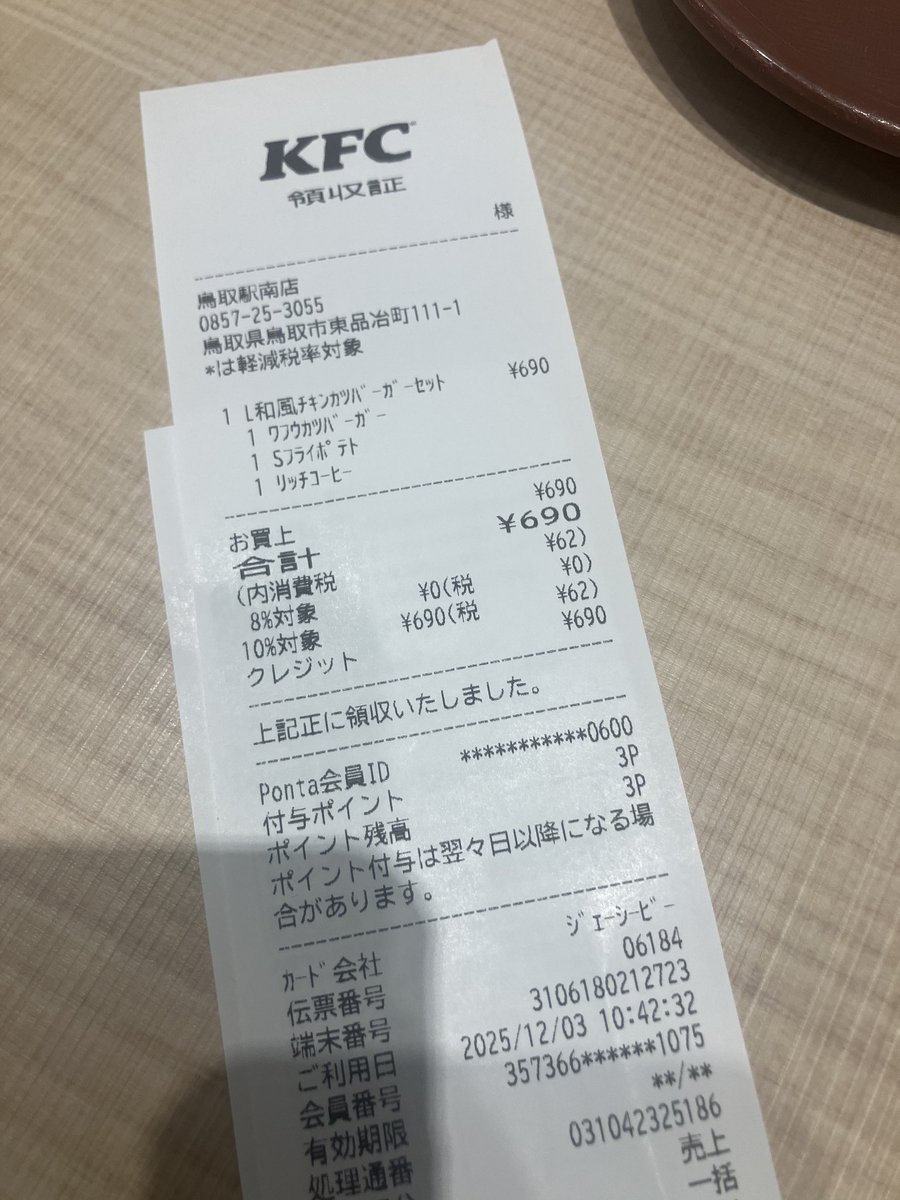 KFC
領収証
様
鳥取駅南店
0857-25-3055
鳥取県鳥取市東品治町111-1
*は軽減税率対象
1 L和風ﾁｷﾝｶﾂﾊﾞｰｶﾞｰｾｯﾄ ¥690
1 ﾜﾌｳｶﾂﾊﾞｰｶﾞｰ
1 Sﾌﾗｲﾎﾟﾃﾄ
1 ﾘｯﾁｺｰﾋｰ
お買上 ¥690
合計 ¥690
(内消費税 ¥62)
8%対象 ¥0(税 ¥0)
10%対象 ¥690(税 ¥62)
クレジット ¥690
上記正に領収いたしました。
Ponta会員ID ***********0600
付与ポイント 3P
ポイント残高 3P
ポイント付与は翌々日以降になる場
合があります。
ｶｰﾄﾞ会社 ｼﾞｪｰｼｰﾋﾞｰ
伝票番号 06184
端末番号 3106180212723
ご利用日 2025/12/03 10:42:32
会員番号 357366******1075
有効期限 **/**
処理通番 031042325186
売上
一括